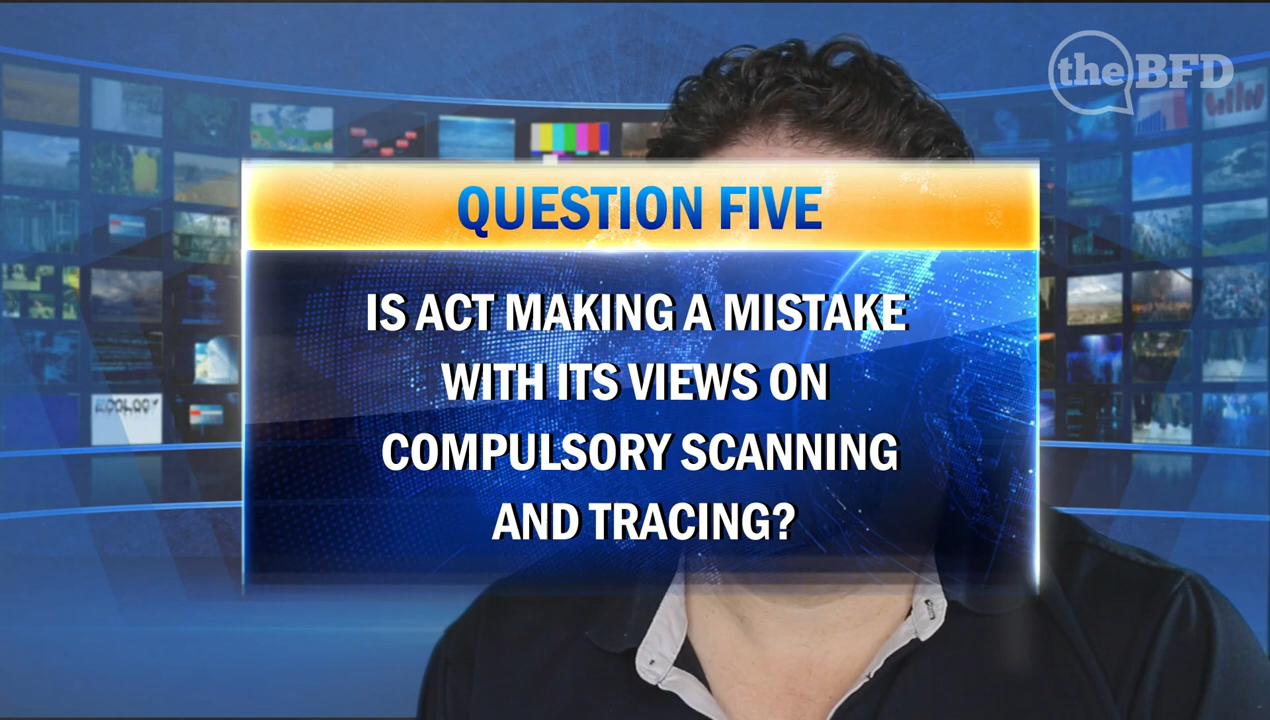 theBFD
QUESTION FIVE
IS ACT MAKING A MISTAKE
WITH ITS VIEWS ON
COMPULSORY SCANNING
AND TRACING?